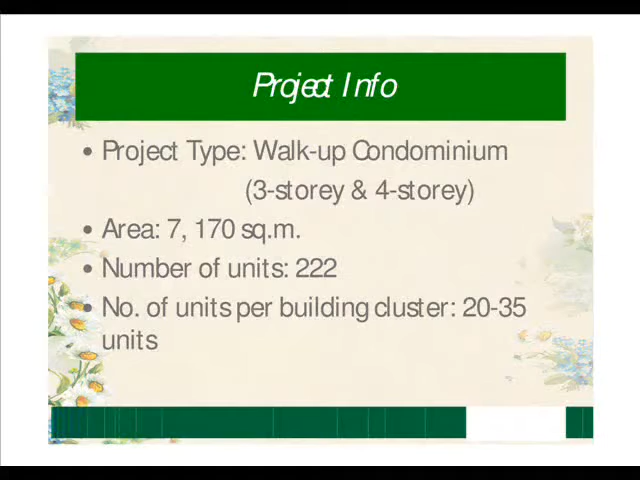 Project Info
• Project Type: Walk-up Condominium
(3-storey & 4-storey)
• Area: 7, 170 sq.m.
• Number of units: 222
• No. of units per building cluster: 20-35
units